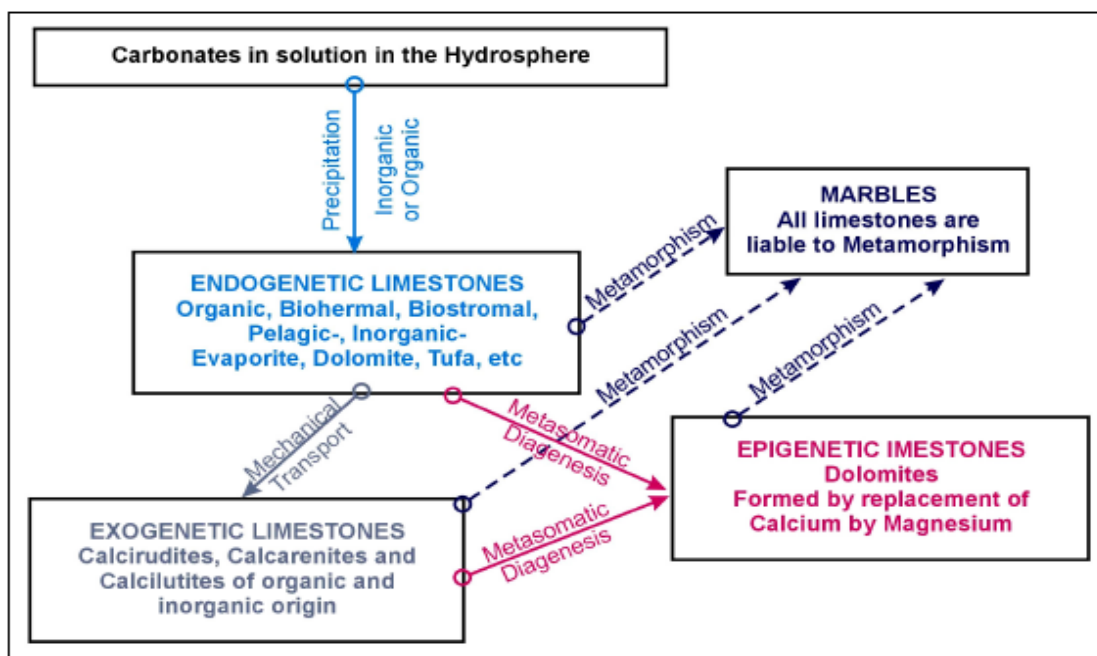 Carbonates in solution in the Hydrosphere
Precipitation
Inorganic
or Organic
MARBLES
All limestones are
liable to Metamorphism
Metamorphism
ENDOGENETIC LIMESTONES
Organic, Biohermal, Biostromal,
Pelagic-, Inorganic-
Evaporite, Dolomite, Tufa, etc
Metamorphism
Metamorphism
Mechanical
Transport
Metasomatic
Diagenesis
EPIGENETIC IMESTONES
Dolomites
Formed by replacement of
Calcium by Magnesium
EXOGENETIC LIMESTONES
Calcirudites, Calcarenites and
Calcilutites of organic and
inorganic origin
Metasomatic
Diagenesis